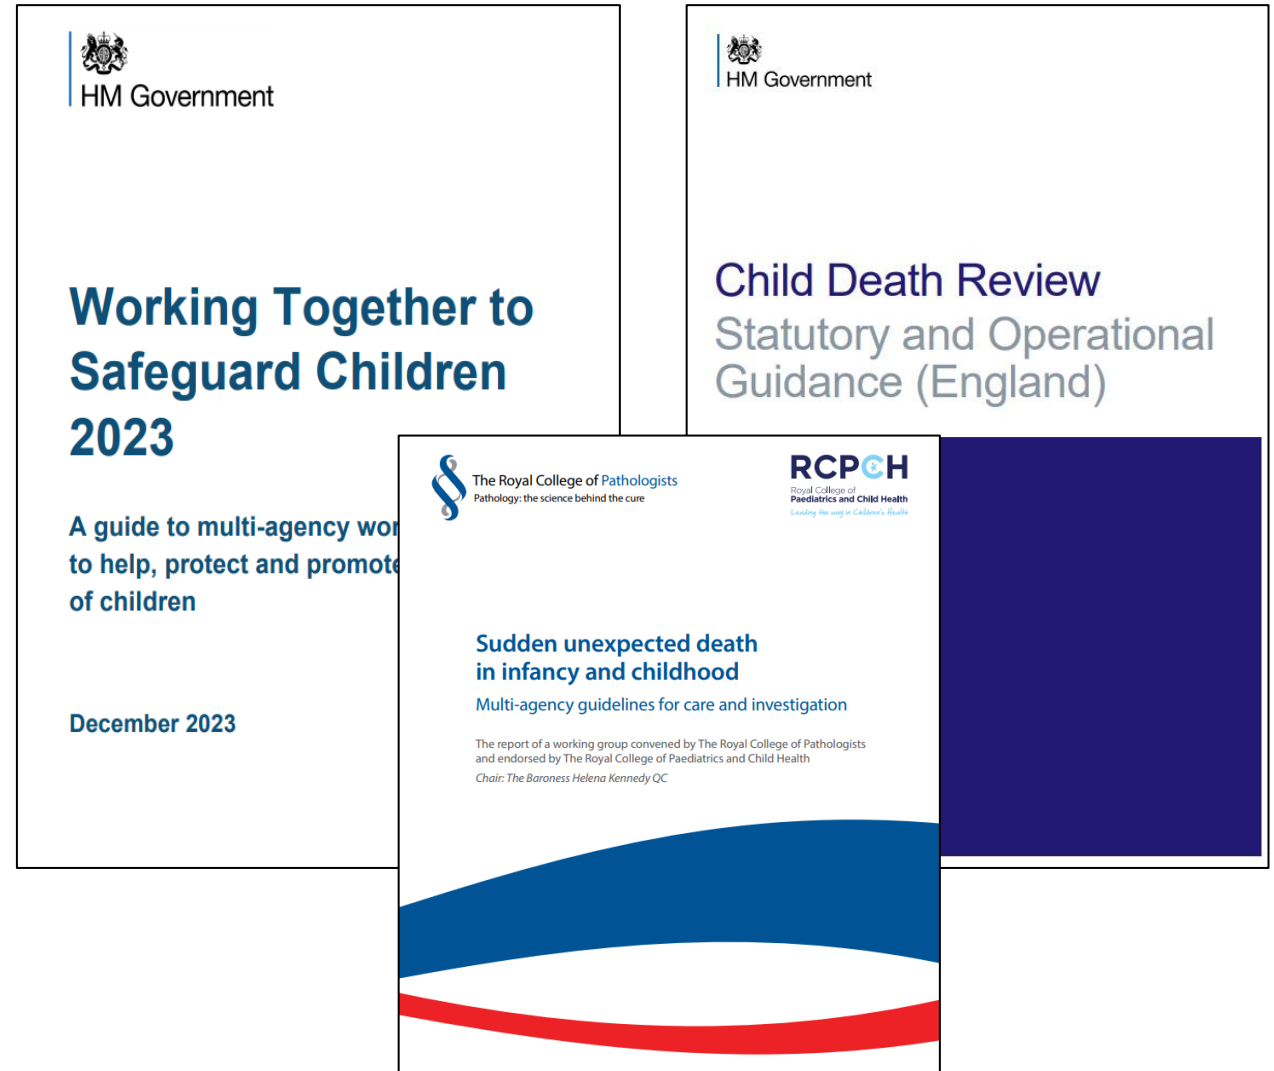 HM Government
Working Together to
Safeguard Children
2023
A guide to multi-agency wor
to help, protect and promote
of children
December 2023
HM Government
Child Death Review
Statutory and Operational
Guidance (England)
The Royal College of Pathologists
Pathology: the science behind the cure
RCPCH
Royal College of
Paediatrics and Child Health
Leading the way in Children's Health
Sudden unexpected death
in infancy and childhood
Multi-agency guidelines for care and investigation
The report of a working group convened by The Royal College of Pathologists
and endorsed by The Royal College of Paediatrics and Child Health
Chair: The Baroness Helena Kennedy QC